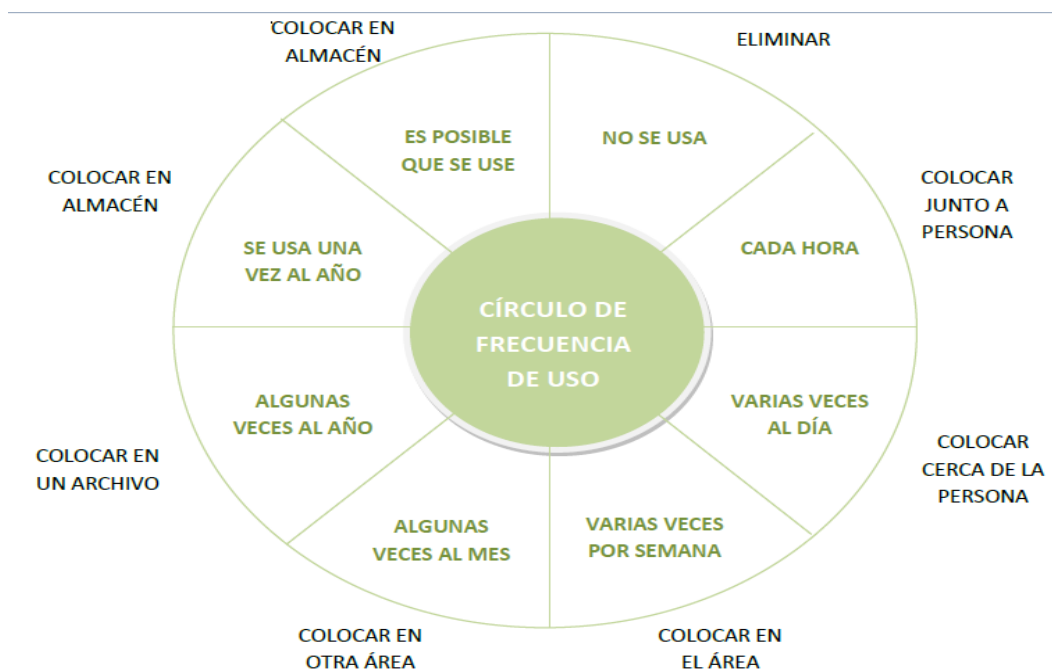 COLOCAR EN
ALMACÉN
ELIMINAR
ES POSIBLE
QUE SE USE
NO SE USA
COLOCAR EN
ALMACÉN
COLOCAR
JUNTO A
PERSONA
SE USA UNA
VEZ AL AÑO
CADA HORA
CÍRCULO DE
FRECUENCIA
DE USO
ALGUNAS
VECES AL AÑO
VARIAS VECES
AL DÍA
COLOCAR EN
UN ARCHIVO
COLOCAR
CERCA DE LA
PERSONA
ALGUNAS
VECES AL MES
VARIAS VECES
POR SEMANA
COLOCAR EN
OTRA ÁREA
COLOCAR EN
EL ÁREA